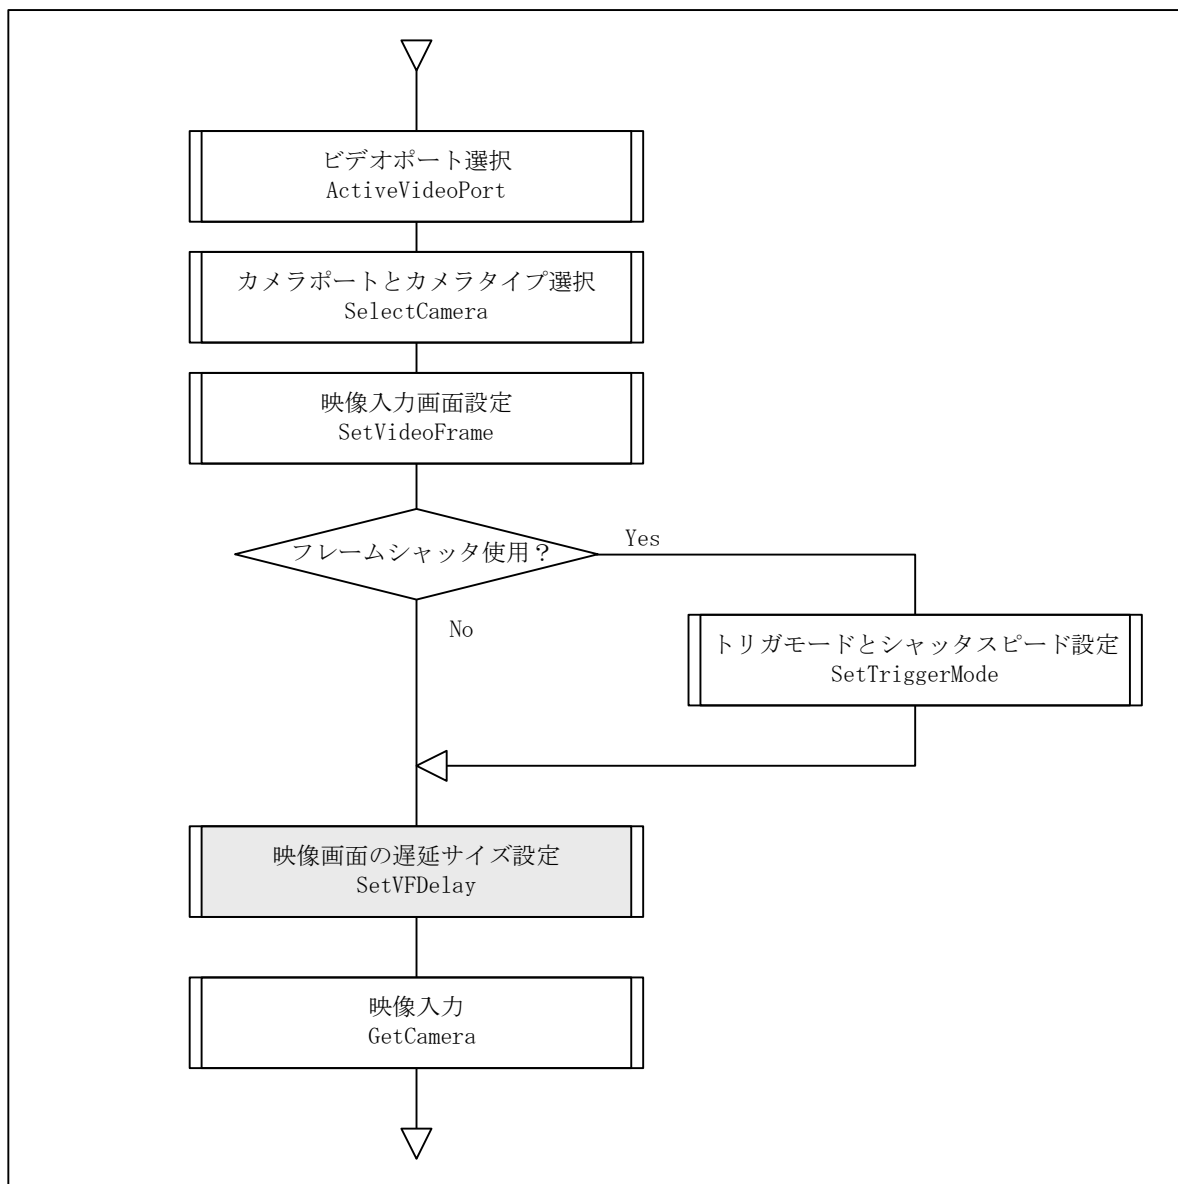 ビデオポート選択
ActiveVideoPort
カメラポートとカメラタイプ選択
SelectCamera
映像入力画面設定
SetVideoFrame
フレームシャッタ使用？
Yes
No
トリガモードとシャッタスピード設定
SetTriggerMode
映像画面の遅延サイズ設定
SetVFDelay
映像入力
GetCamera